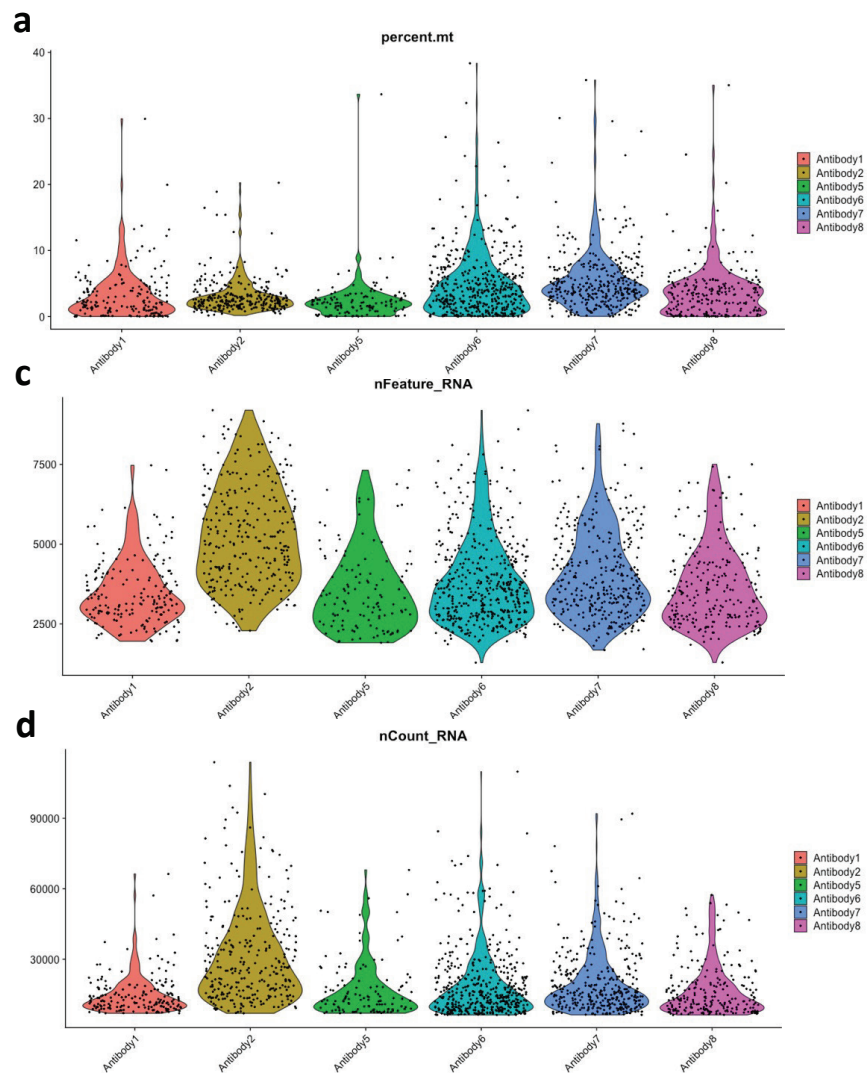 a
percent.mt
40
30
20
10
0
Antibody1
Antibody2
Antibody5
Antibody6
Antibody7
Antibody8
Antibody1
Antibody2
Antibody5
Antibody6
Antibody7
Antibody8
c
nFeature_RNA
7500
5000
2500
Antibody1
Antibody2
Antibody5
Antibody6
Antibody7
Antibody8
Antibody1
Antibody2
Antibody5
Antibody6
Antibody7
Antibody8
d
nCount_RNA
90000
60000
30000
Antibody1
Antibody2
Antibody5
Antibody6
Antibody7
Antibody8
Antibody1
Antibody2
Antibody5
Antibody6
Antibody7
Antibody8